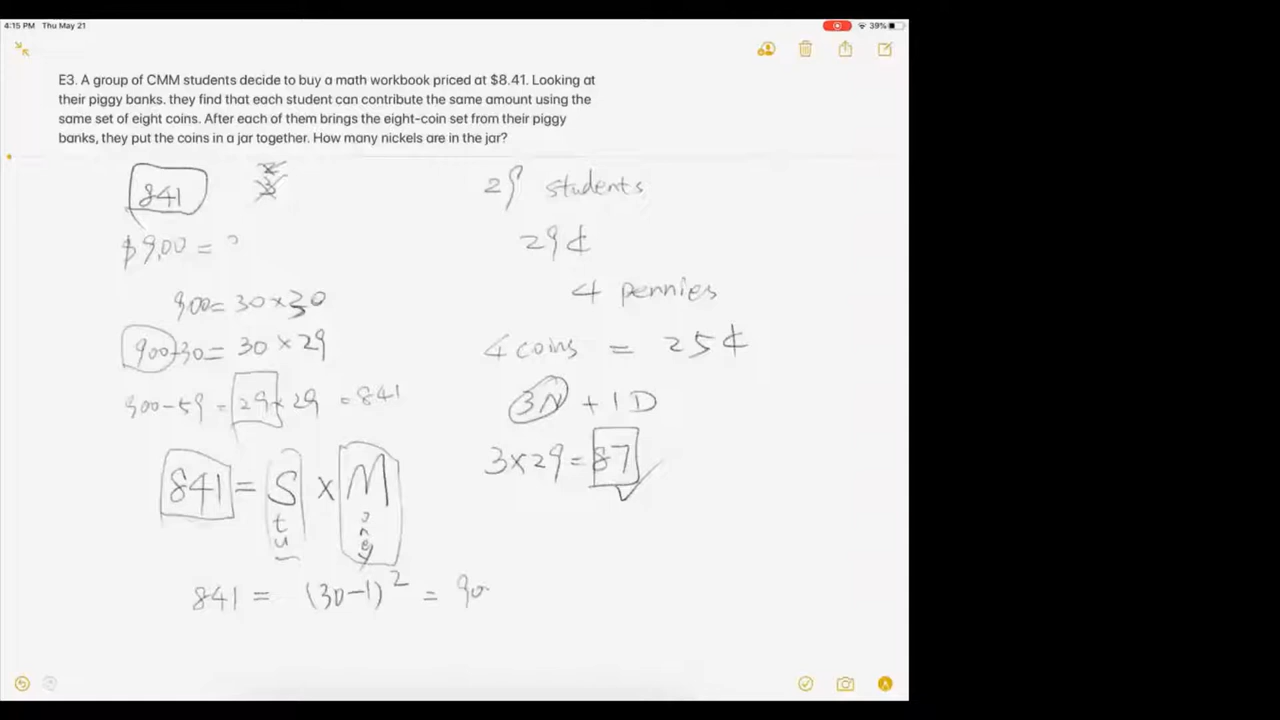 4:15 PM Thu May 21
39%
E3. A group of CMM students decide to buy a math workbook priced at $8.41. Looking at
their piggy banks. they find that each student can contribute the same amount using the
same set of eight coins. After each of them brings the eight-coin set from their piggy
banks, they put the coins in a jar together. How many nickels are in the jar?
841
$9.00 = ?
900 = 30 × 30
900 - 30 = 30 × 29
900 - 59 = 29 × 29 = 841
841 = Stu × Money
841 = (30-1)² = 90
29 students
29 ¢
4 pennies
4 coins = 25 ¢
3N + 1 D
3 × 29 = 87